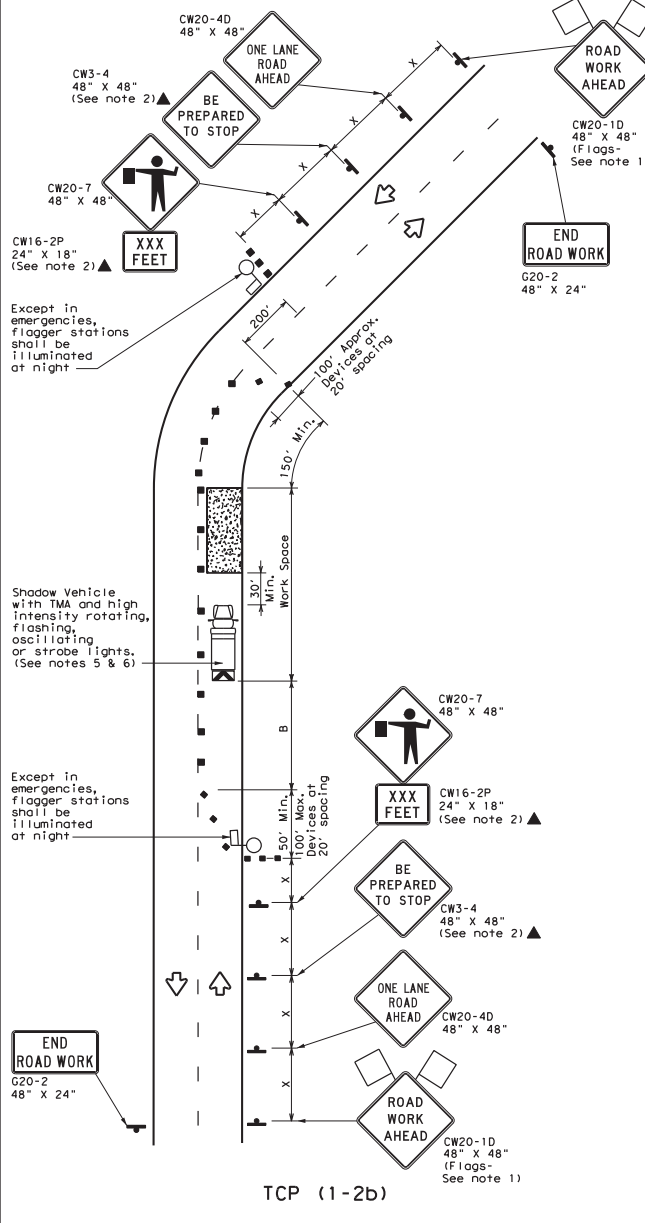 CW20-4D
48" X 48"
ONE LANE
ROAD
AHEAD
ROAD
WORK
AHEAD
CW3-4
48" X 48"
(See note 2)▲
BE
PREPARED
TO STOP
CW20-1D
48" X 48"
(Flags-
See note 1
X
X
X
X
CW20-7
48" X 48"
CW16-2P
24" X 18"
(See note 2)▲
XXX
FEET
END
ROAD WORK
G20-2
48" X 24"
Except in
emergencies,
flagger stations
shall be
illuminated
at night
200'
100' Approx.
Devices at
20' spacing
150' Min.
Work Space
30'
Min.
Shadow Vehicle
with TMA and high
intensity rotating,
flashing,
oscillating
or strobe lights.
(See notes 5 & 6)
B
CW20-7
48" X 48"
Except in
emergencies,
flagger stations
shall be
illuminated
at night
50' Min.
100' Max.
Devices at
20' spacing
XXX
FEET
CW16-2P
24" X 18"
(See note 2)▲
X
X
X
X
BE
PREPARED
TO STOP
CW3-4
48" X 48"
(See note 2)▲
ONE LANE
ROAD
AHEAD
CW20-4D
48" X 48"
END
ROAD WORK
G20-2
48" X 24"
ROAD
WORK
AHEAD
CW20-1D
48" X 48"
(Flags-
See note 1)
TCP (1-2b)